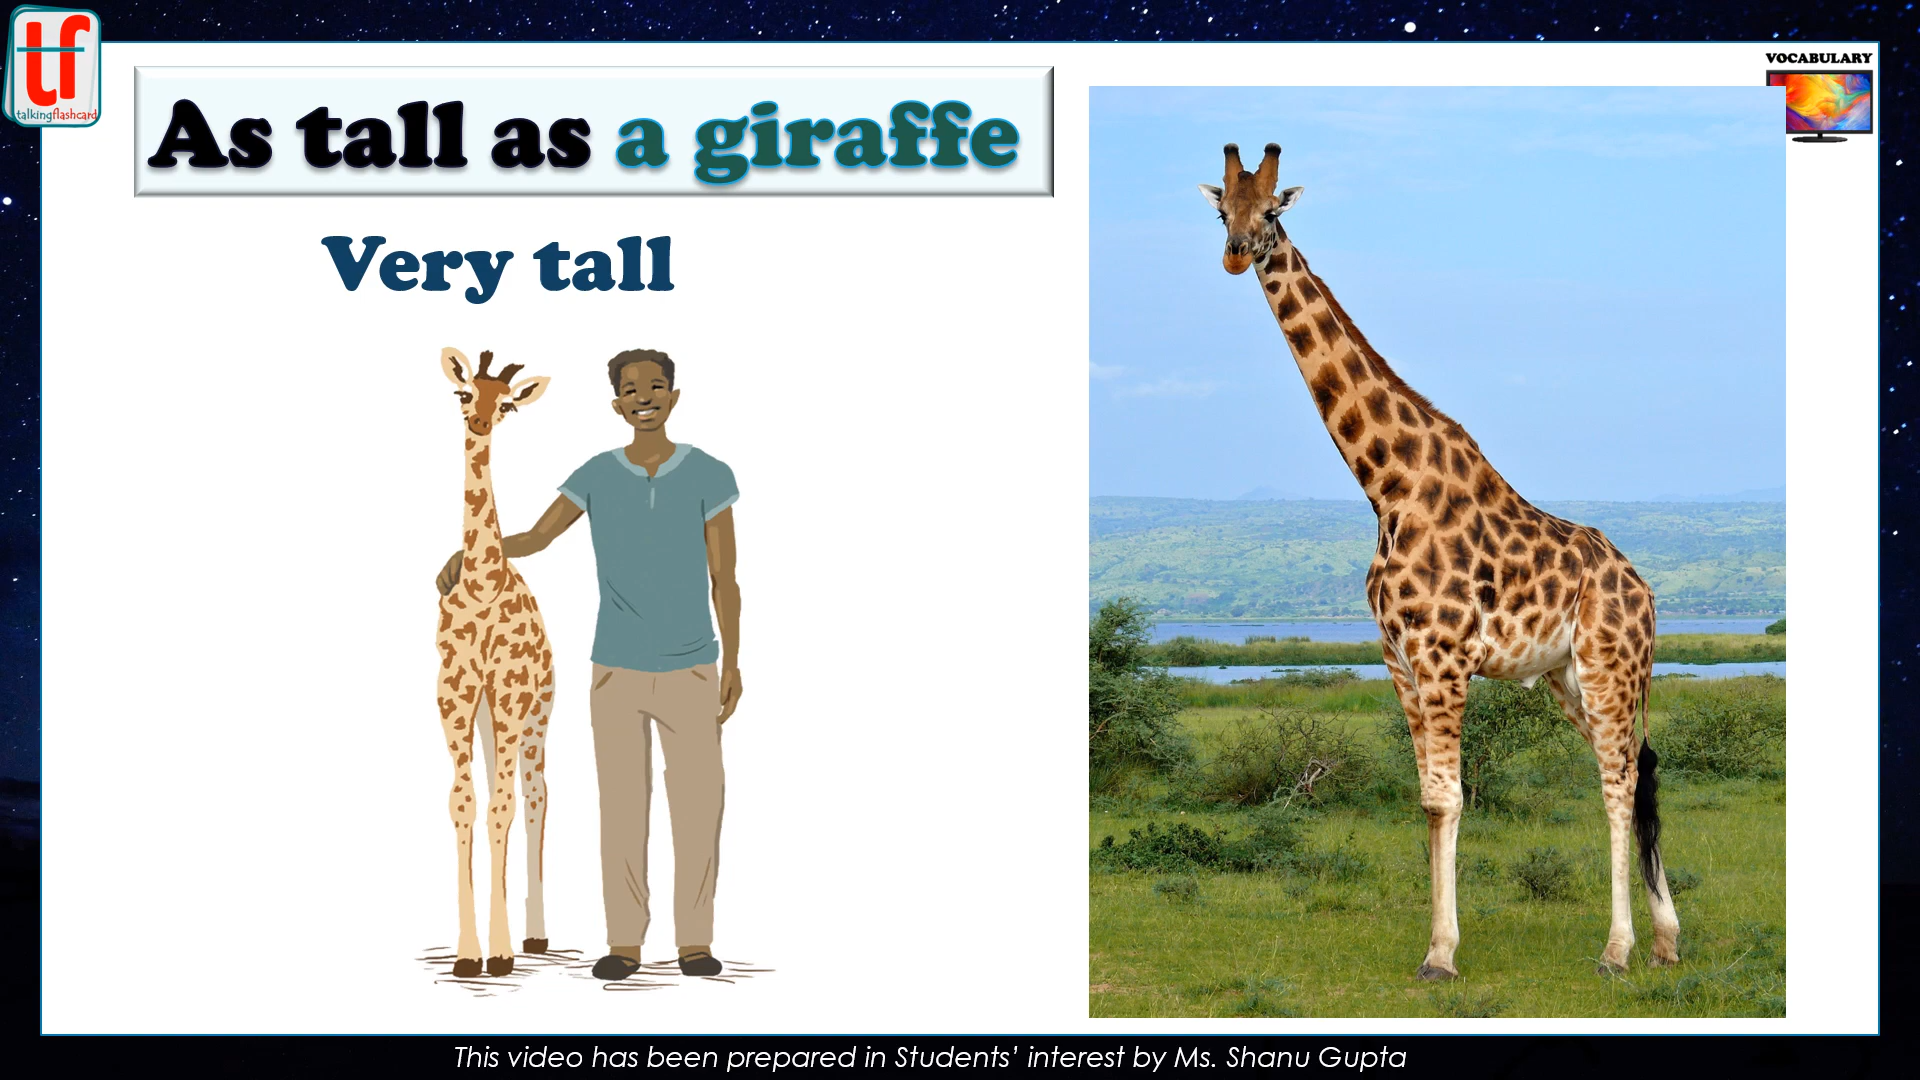 tf
talkingflashcard
VOCABULARY
As tall as a giraffe
Very tall
This video has been prepared in Students’ interest by Ms. Shanu Gupta